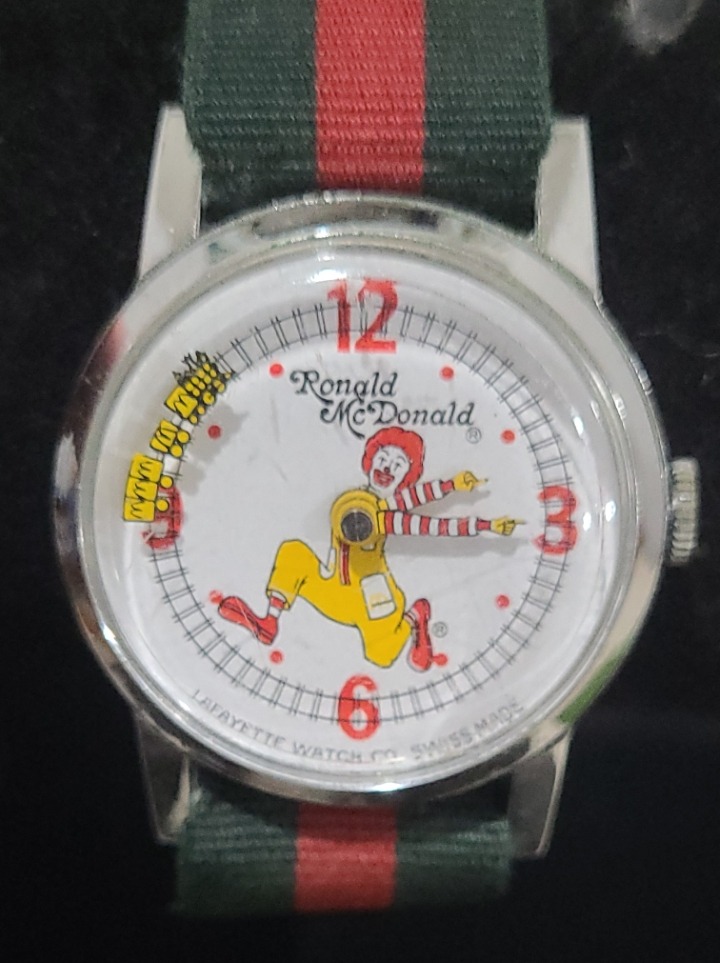 12
Ronald
McDonald
®
3
®
6
LAFAYETTE WATCH CO. SWISS MADE